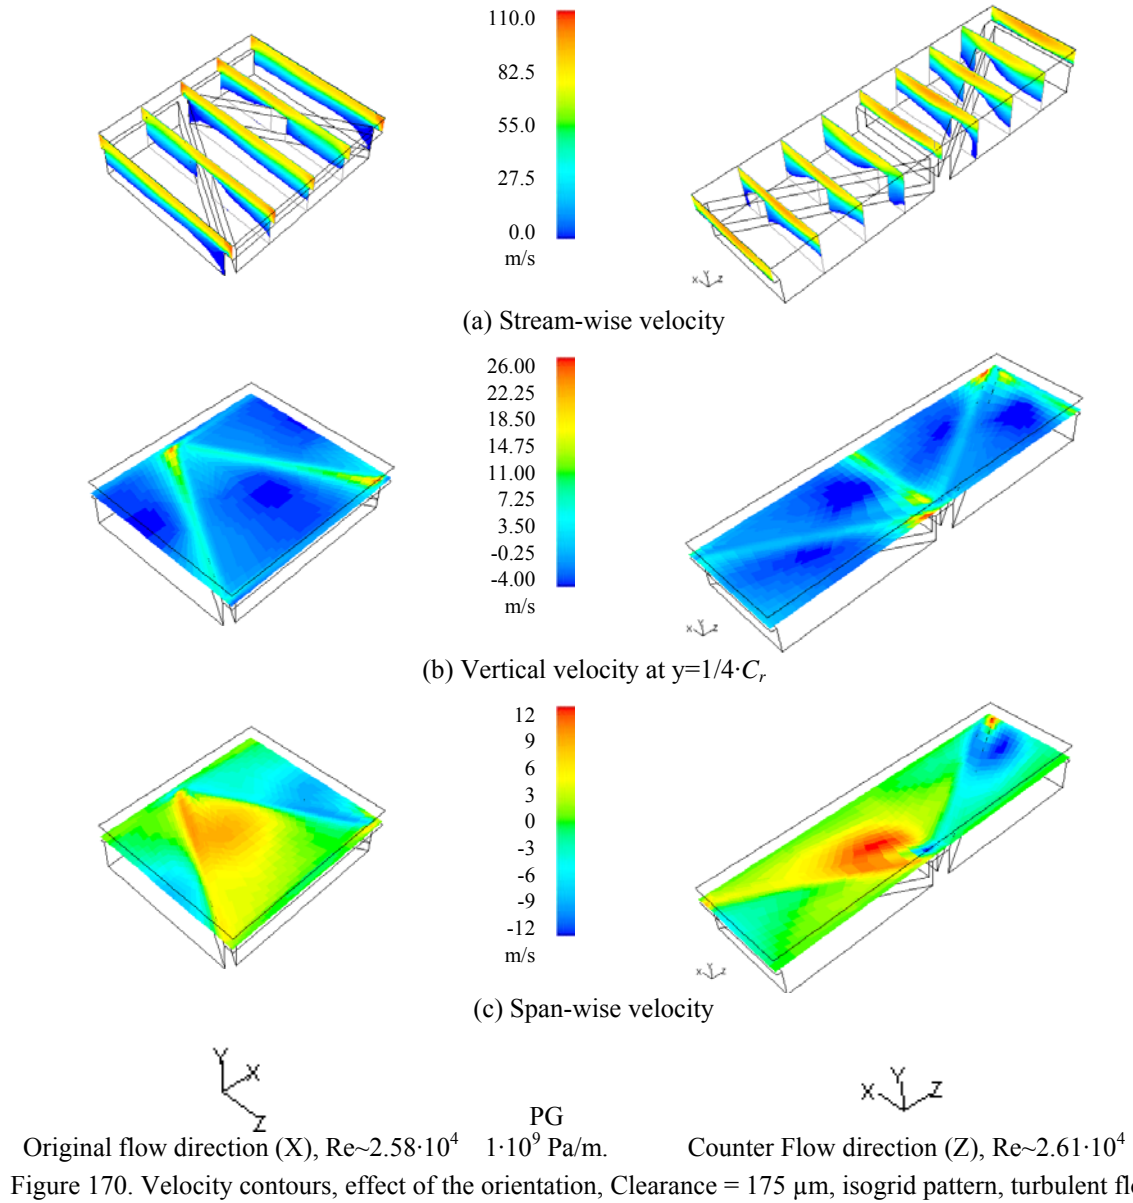 110.0
82.5
55.0
27.5
0.0
m/s
X Y Z
(a) Stream-wise velocity
26.00
22.25
18.50
14.75
11.00
7.25
3.50
-0.25
-4.00
m/s
X Y Z
(b) Vertical velocity at y=1/4·Cr
12
9
6
3
0
-3
-6
-9
-12
m/s
X Y Z
(c) Span-wise velocity
Y X Z
X Y Z
PG
Original flow direction (X), Re~2.58·10^4 1·10^9 Pa/m. Counter Flow direction (Z), Re~2.61·10^4
Figure 170. Velocity contours, effect of the orientation, Clearance = 175 µm, isogrid pattern, turbulent flo